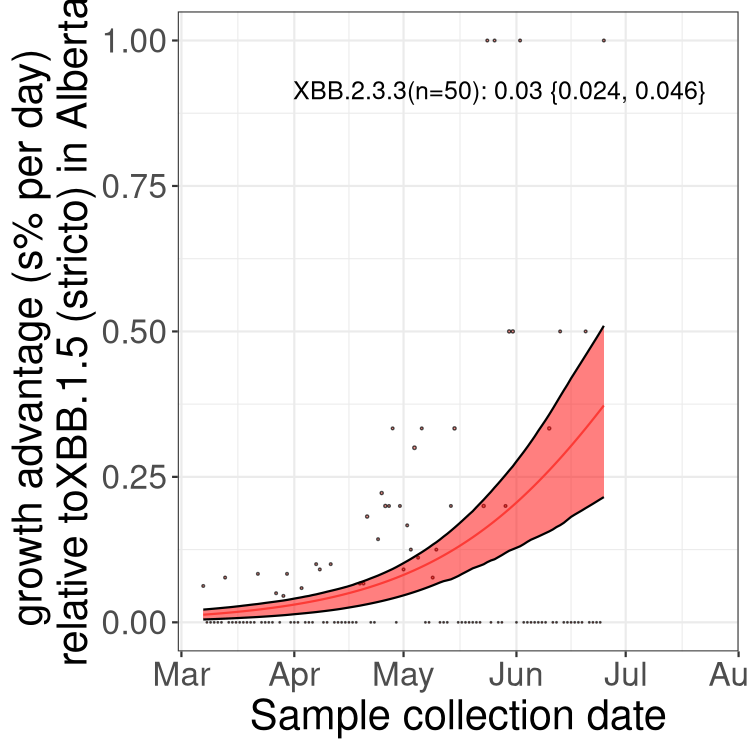 growth advantage (s% per day)
relative toXBB.1.5 (stricto) in Alberta
1.00
0.75
0.50
0.25
0.00
XBB.2.3.3(n=50): 0.03 {0.024, 0.046}
Mar Apr May Jun Jul Au
Sample collection date